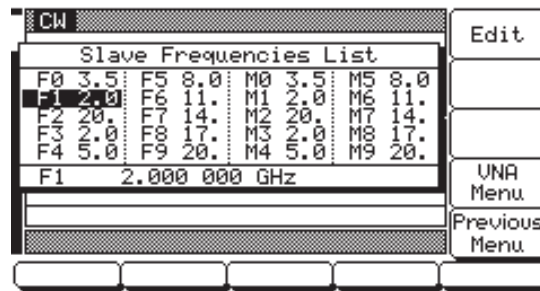 CW
Slave Frequencies List
F0 3.5 F5 8.0 M0 3.5 M5 8.0
F1 2.0 F6 11. M1 2.0 M6 11.
F2 20. F7 14. M2 20. M7 14.
F3 2.0 F8 17. M3 2.0 M8 17.
F4 5.0 F9 20. M4 5.0 M9 20.
F1 2.000 000 GHz
Edit
VNA
Menu
Previous
Menu